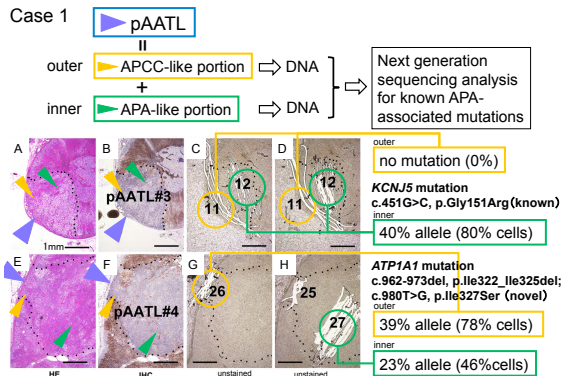 Case 1
pAATL
=
outer APCC-like portion ⇨ DNA
+
inner APA-like portion ⇨ DNA
Next generation
sequencing analysis
for known APA-
associated mutations
A B C D
pAATL#3
1mm
11 12 11 12
outer
no mutation (0%)
KCNJ5 mutation
c.451G>C, p.Gly151Arg(known)
inner
40% allele (80% cells)
E F G H
pAATL#4
26 25 27
ATP1A1 mutation
c.962-973del, p.Ile322_Ile325del;
c.980T>G, p.Ile327Ser (novel)
outer
39% allele (78% cells)
inner
23% allele (46%cells)
HE IHC unstained unstained